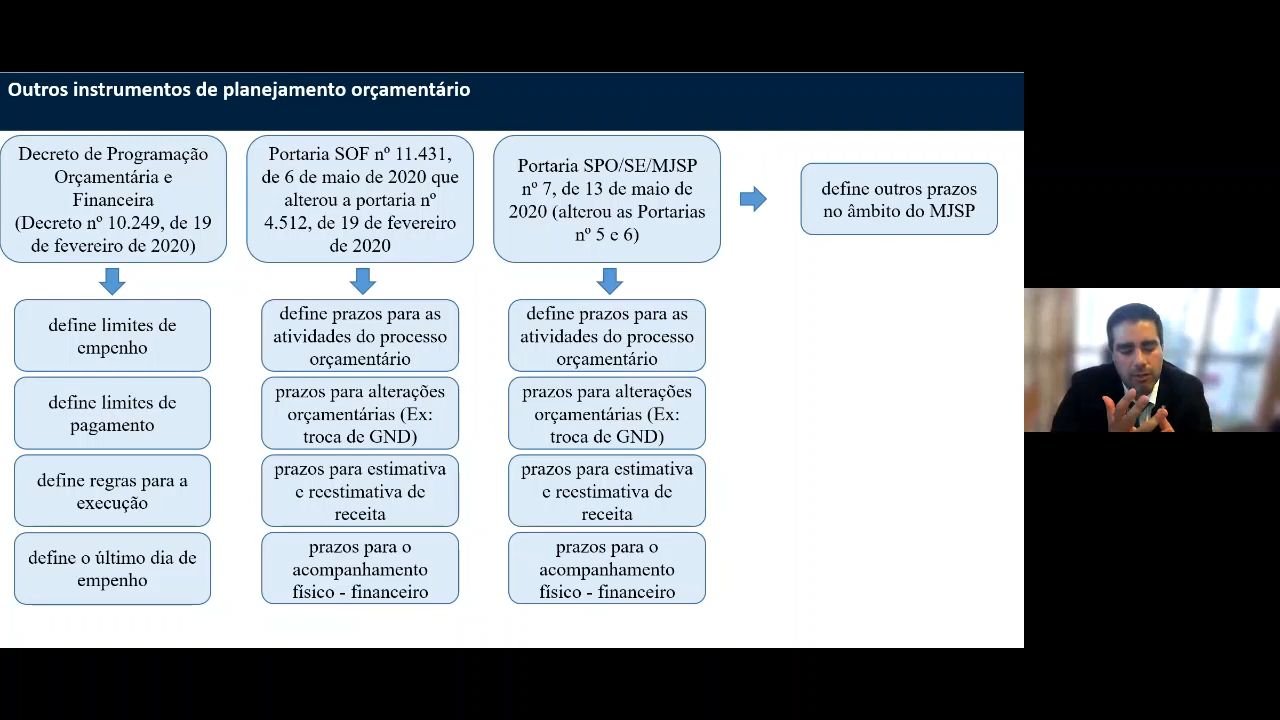 Outros instrumentos de planejamento orçamentário
Decreto de Programação
Orçamentária e
Financeira
(Decreto nº 10.249, de 19
de fevereiro de 2020)
define limites de
empenho
define limites de
pagamento
define regras para a
execução
define o último dia de
empenho
Portaria SOF nº 11.431,
de 6 de maio de 2020 que
alterou a portaria nº
4.512, de 19 de fevereiro
de 2020
define prazos para as
atividades do processo
orçamentário
prazos para alterações
orçamentárias (Ex:
troca de GND)
prazos para estimativa
e reestimativa de
receita
prazos para o
acompanhamento
físico - financeiro
Portaria SPO/SE/MJSP
nº 7, de 13 de maio de
2020 (alterou as Portarias
nº 5 e 6)
define prazos para as
atividades do processo
orçamentário
prazos para alterações
orçamentárias (Ex:
troca de GND)
prazos para estimativa
e reestimativa de
receita
prazos para o
acompanhamento
físico - financeiro
define outros prazos
no âmbito do MJSP